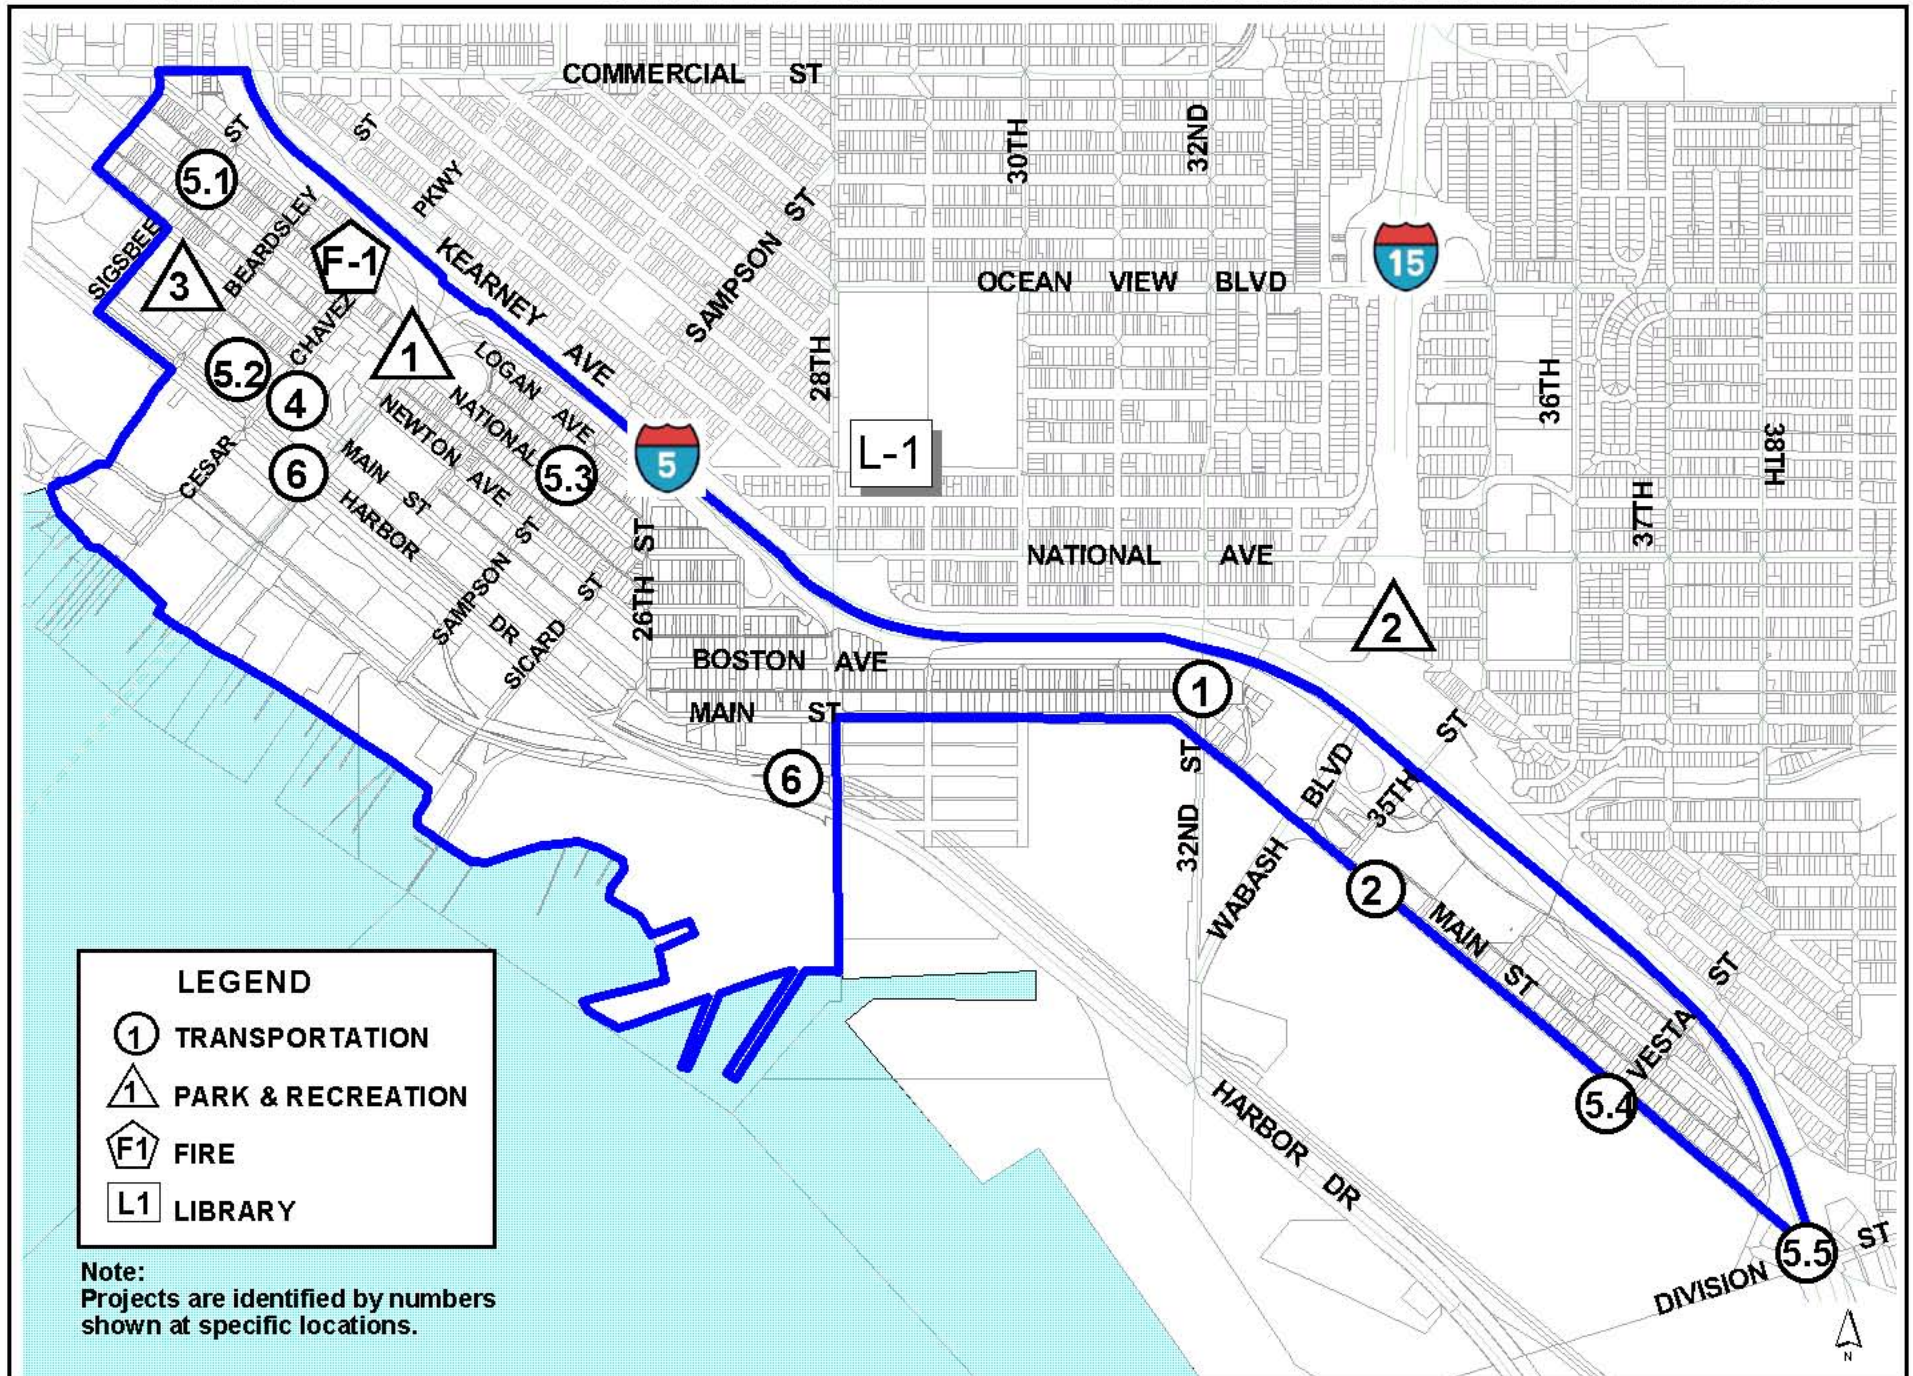 COMMERCIAL ST
ST
ST
PKWY
30TH
32ND
5.1
SIGSBEE
BEARDSLEY
F-1
3
KEARNEY AVE
SAMPSON ST
OCEAN VIEW BLVD
15
CHAVEZ
1
5.2
4
LOGAN AVE
NATIONAL
NEWTON AVE
28TH
36TH
38TH
CESAR
6
MAIN ST
HARBOR DR
5.3
5
L-1
37TH
SAMPSON ST
SICARD ST
26TH ST
NATIONAL AVE
2
BOSTON AVE
MAIN ST
1
6
32ND ST
WABASH BLVD
35TH ST
2
MAIN ST
VESTA ST
5.4
HARBOR DR
5.5
DIVISION ST
N
LEGEND
1 TRANSPORTATION
1 PARK & RECREATION
F1 FIRE
L1 LIBRARY
Note:
Projects are identified by numbers
shown at specific locations.